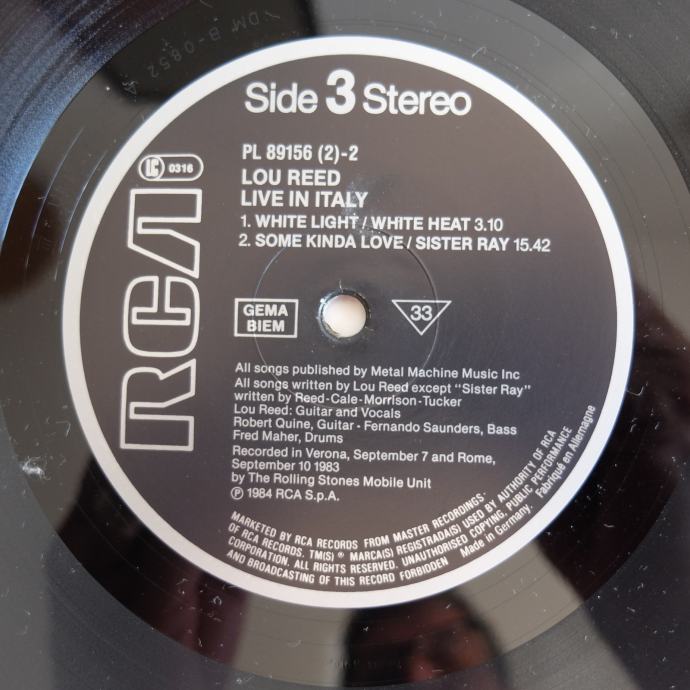 Side 3 Stereo
PL 89156 (2)-2
LOU REED
LIVE IN ITALY
1. WHITE LIGHT / WHITE HEAT 3.10
2. SOME KINDA LOVE / SISTER RAY 15.42
LC 0316
RCA
GEMA
BIEM
33
All songs published by Metal Machine Music Inc
All songs written by Lou Reed except "Sister Ray"
written by Reed-Cale-Morrison-Tucker
Lou Reed: Guitar and Vocals
Robert Quine, Guitar - Fernando Saunders, Bass
Fred Maher, Drums
Recorded in Verona, September 7 and Rome,
September 10 1983
by The Rolling Stones Mobile Unit
℗ 1984 RCA S.p.A.
MARKETED BY RCA RECORDS FROM MASTER RECORDINGS
OF RCA RECORDS. TM(S) ® MARCA(S) REGISTRADA(S) USED BY AUTHORITY OF RCA
CORPORATION. ALL RIGHTS RESERVED. UNAUTHORISED COPYING, PUBLIC PERFORMANCE
AND BROADCASTING OF THIS RECORD FORBIDDEN Made in Germany. Fabriqué en Allemagne